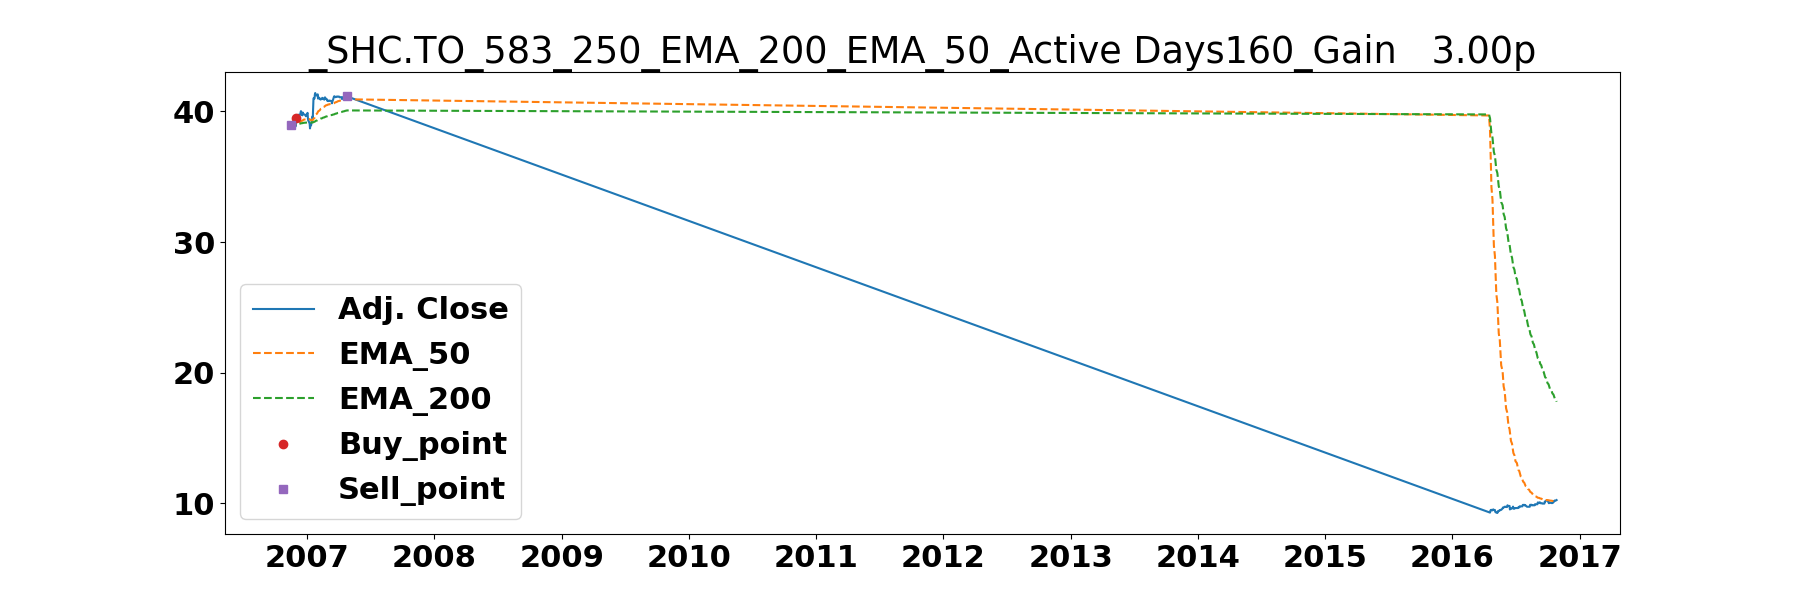 _SHC.TO_583_250_EMA_200_EMA_50_Active Days160_Gain   3.00p
40
30
20
10
Adj. Close
EMA_50
EMA_200
Buy_point
Sell_point
2007 2008 2009 2010 2011 2012 2013 2014 2015 2016 2017